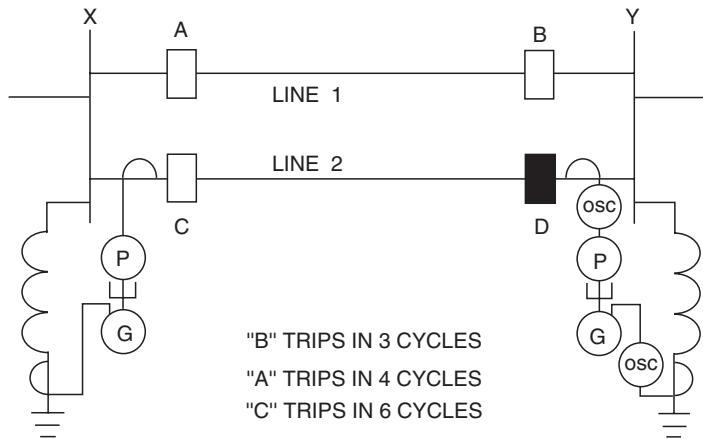 X
Y
A
B
LINE 1
LINE 2
C
D
OSC
P
P
G
G
OSC
"B" TRIPS IN 3 CYCLES
"A" TRIPS IN 4 CYCLES
"C" TRIPS IN 6 CYCLES